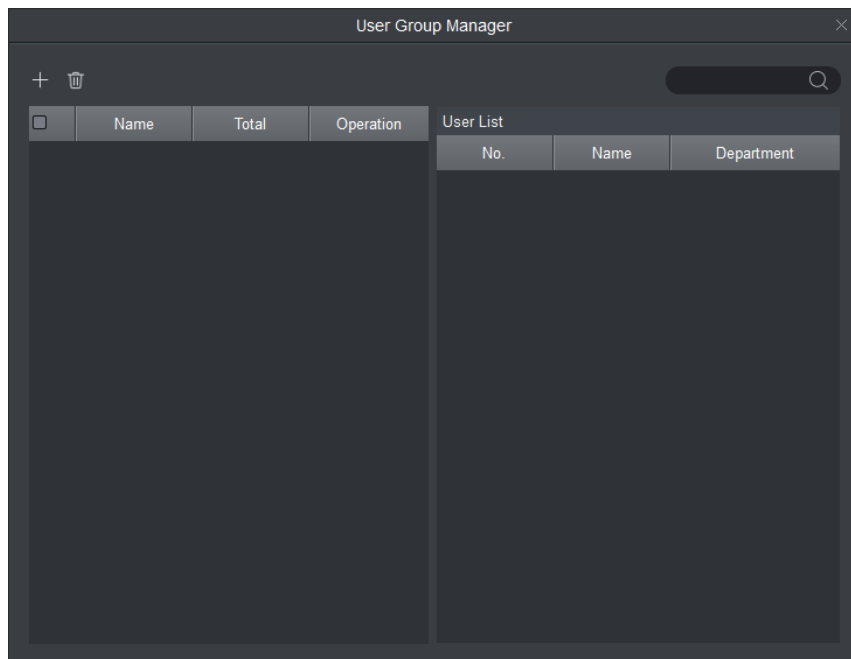 User Group Manager
Name Total Operation
User List
No. Name Department